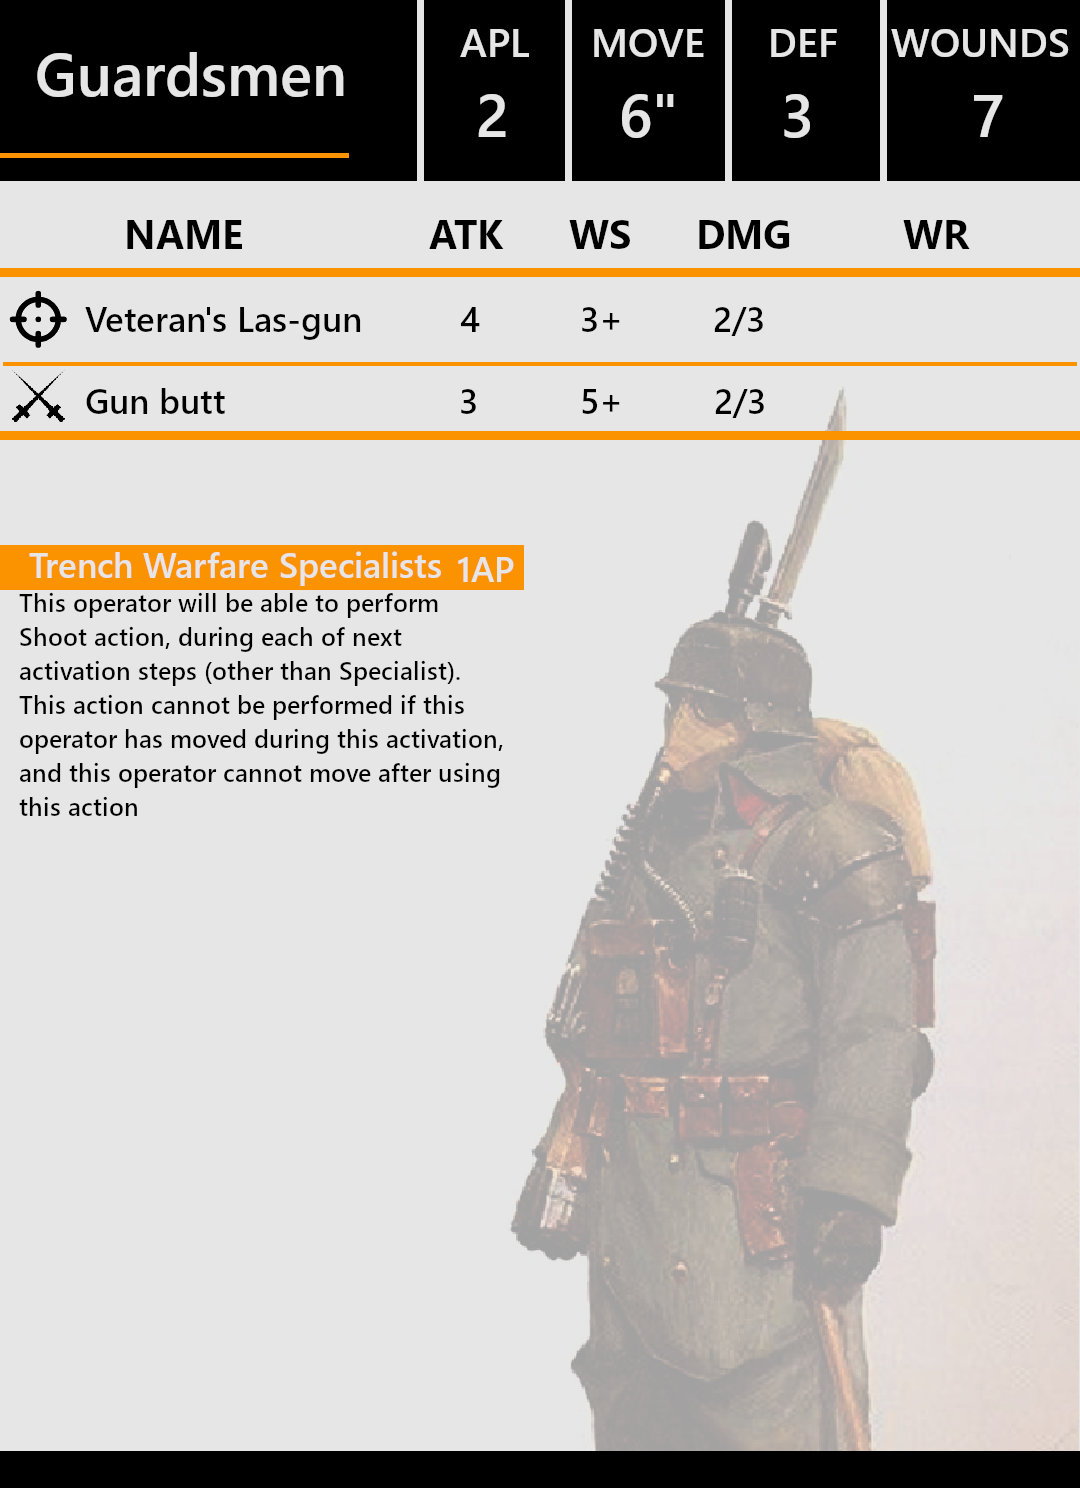 Guardsmen
APL MOVE DEF WOUNDS
2 6" 3 7
NAME ATK WS DMG WR
Veteran's Las-gun 4 3+ 2/3
Gun butt 3 5+ 2/3
Trench Warfare Specialists 1AP
This operator will be able to perform
Shoot action, during each of next
activation steps (other than Specialist).
This action cannot be performed if this
operator has moved during this activation,
and this operator cannot move after using
this action